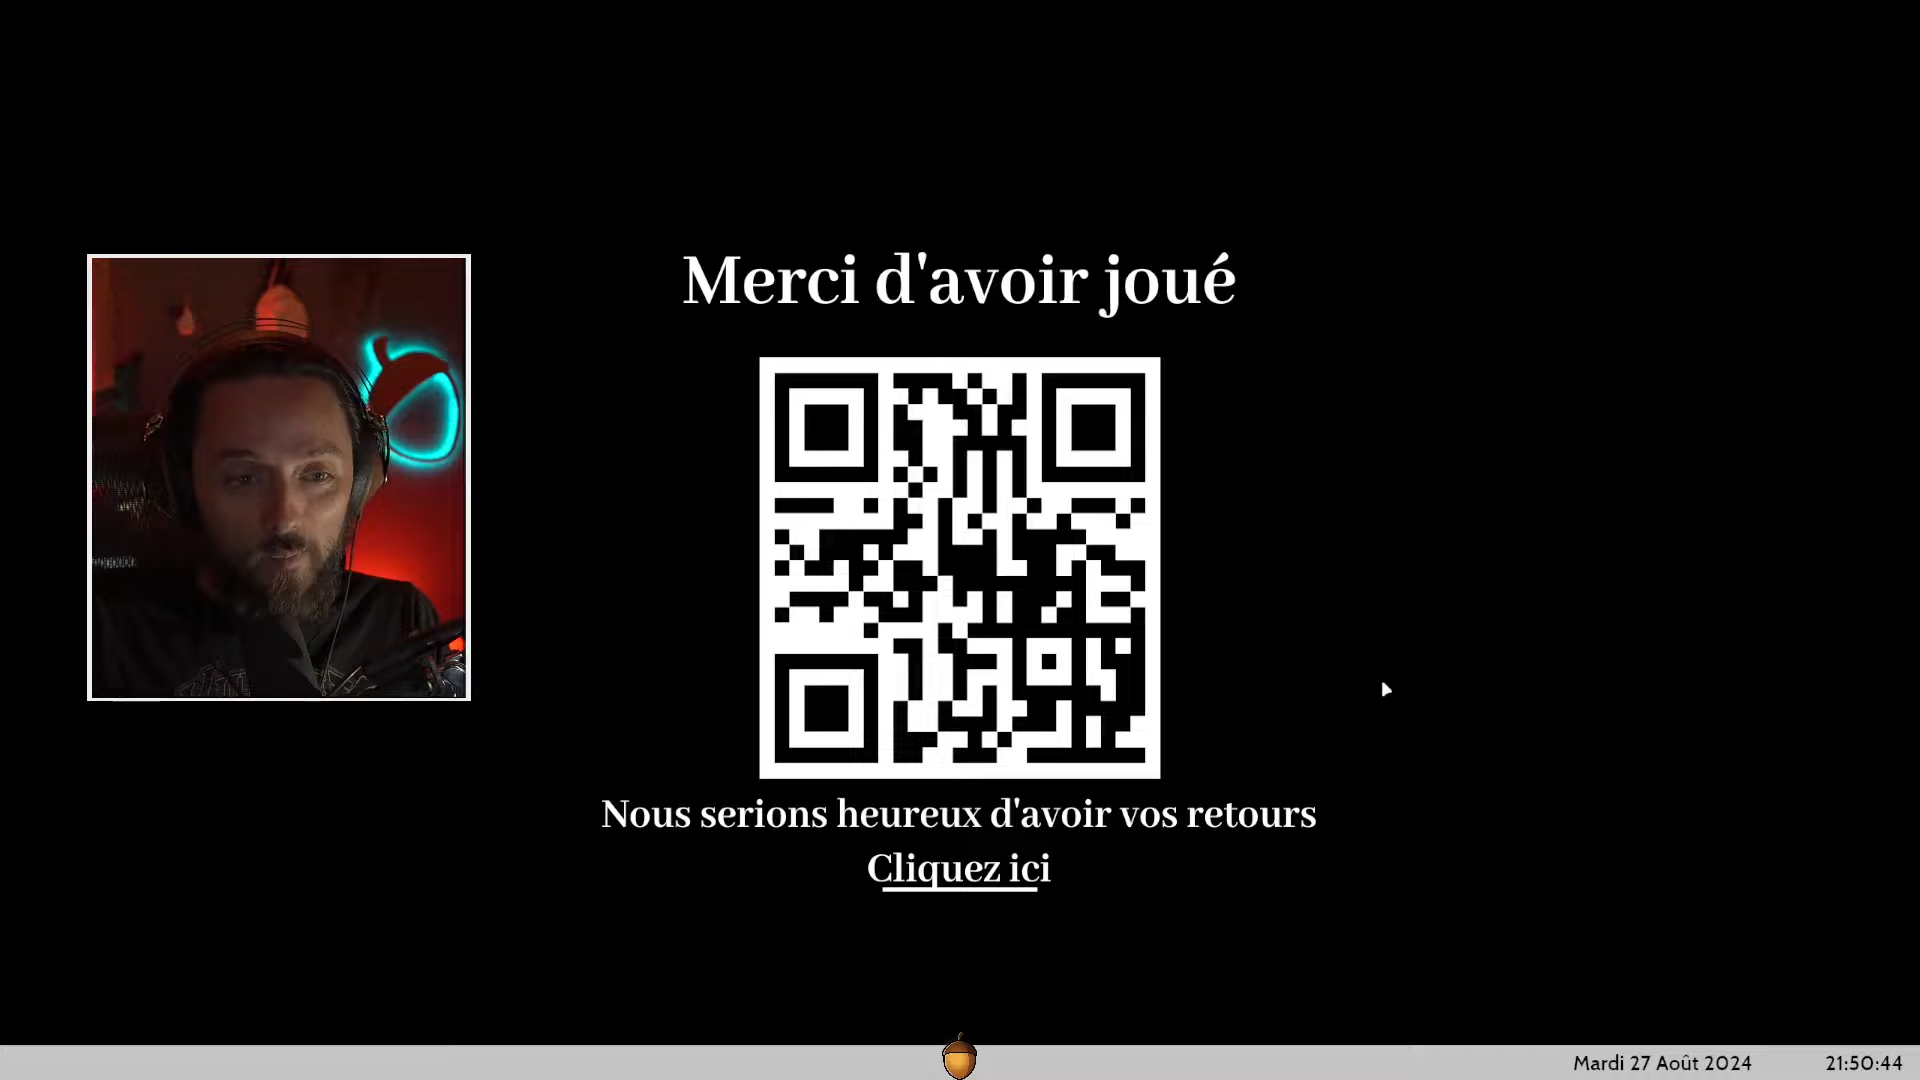 Merci d'avoir joué
Nous serions heureux d'avoir vos retours
Cliquez ici
Mardi 27 Août 2024 21:50:44